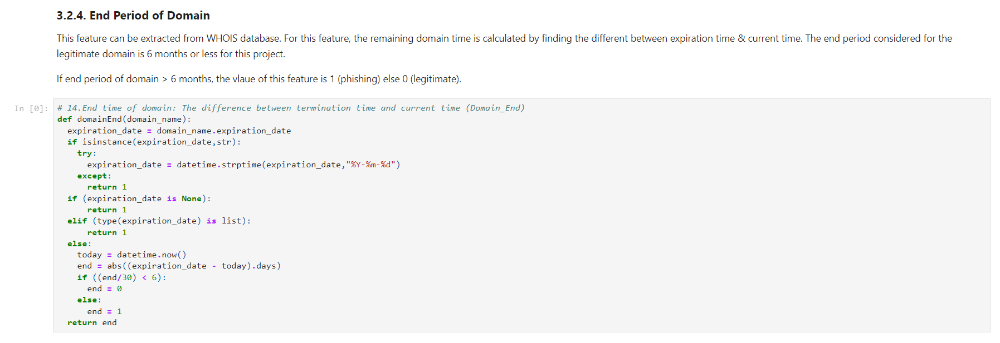 3.2.4. End Period of Domain
This feature can be extracted from WHOIS database. For this feature, the remaining domain time is calculated by finding the different between expiration time & current time. The end period considered for the
legitimate domain is 6 months or less for this project.
If end period of domain > 6 months, the vlaue of this feature is 1 (phishing) else 0 (legitimate).
In [0]:
# 14.End time of domain: The difference between termination time and current time (Domain_End)
def domainEnd(domain_name):
  expiration_date = domain_name.expiration_date
  if isinstance(expiration_date,str):
    try:
      expiration_date = datetime.strptime(expiration_date,"%Y-%m-%d")
    except:
      return 1
  if (expiration_date is None):
      return 1
  elif (type(expiration_date) is list):
      return 1
  else:
    today = datetime.now()
    end = abs((expiration_date - today).days)
    if ((end/30) < 6):
      end = 0
    else:
      end = 1
  return end